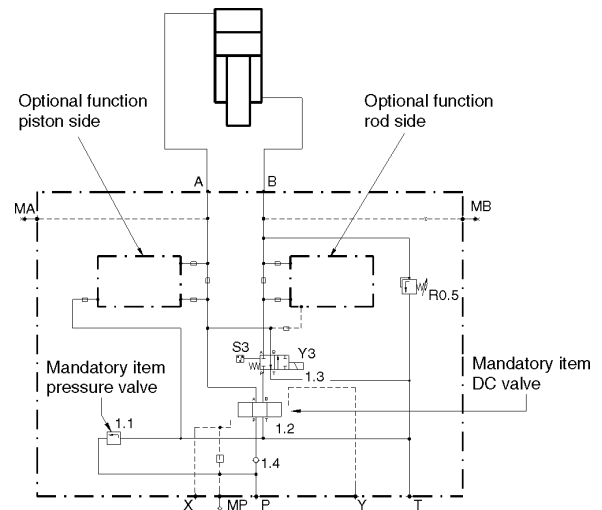 Optional function
piston side
Optional function
rod side
A
B
MA
MB
R0.5
S3
Y3
A B
P T
1.3
Mandatory item
pressure valve
Mandatory item
DC valve
1.1
A B
P T
1.2
1.4
X
MP
P
Y
T